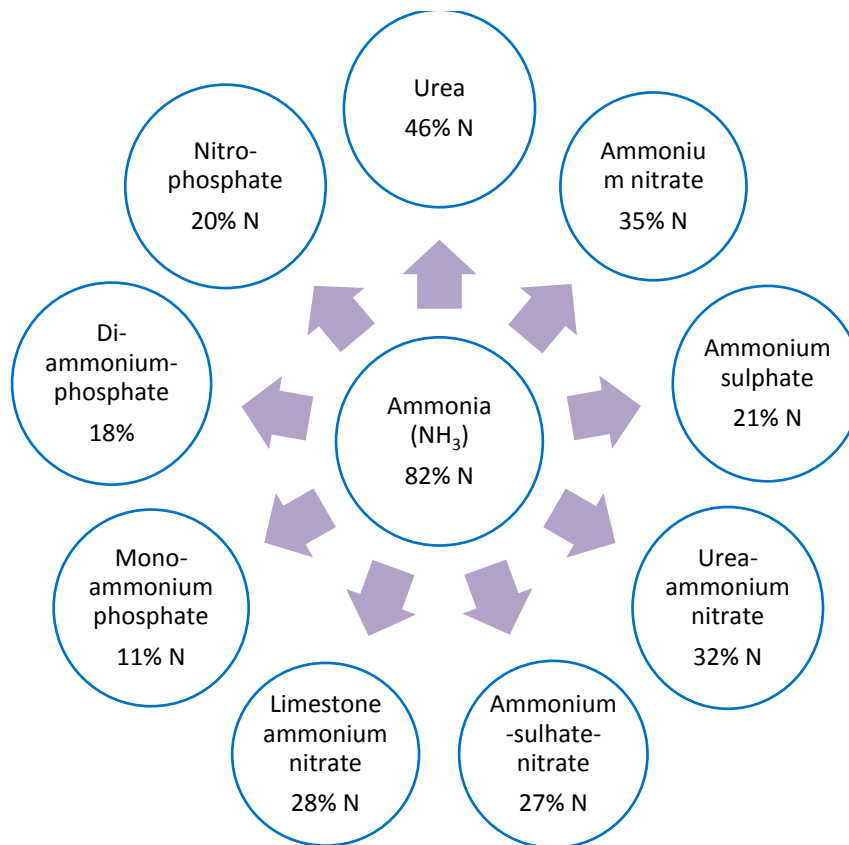 Urea
46% N
Ammoniu
m nitrate
35% N
Ammonium
sulphate
21% N
Urea-
ammonium
nitrate
32% N
Ammonium
-sulhate-
nitrate
27% N
Limestone
ammonium
nitrate
28% N
Mono-
ammonium
phosphate
11% N
Di-
ammonium-
phosphate
18%
Nitro-
phosphate
20% N
Ammonia
(NH₃)
82% N